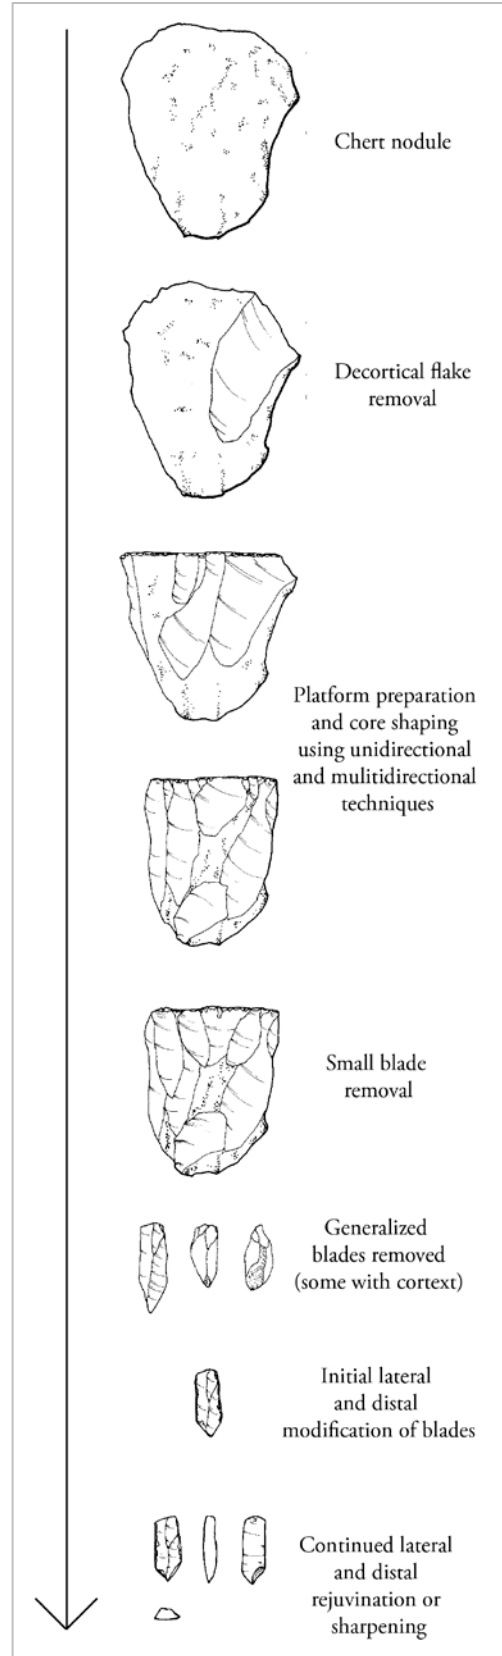 Chert nodule
Decortical flake
removal
Platform preparation
and core shaping
using unidirectional
and mulitidirectional
techniques
Small blade
removal
Generalized
blades removed
(some with cortext)
Initial lateral
and distal
modification of blades
Continued lateral
and distal
rejuvination or
sharpening